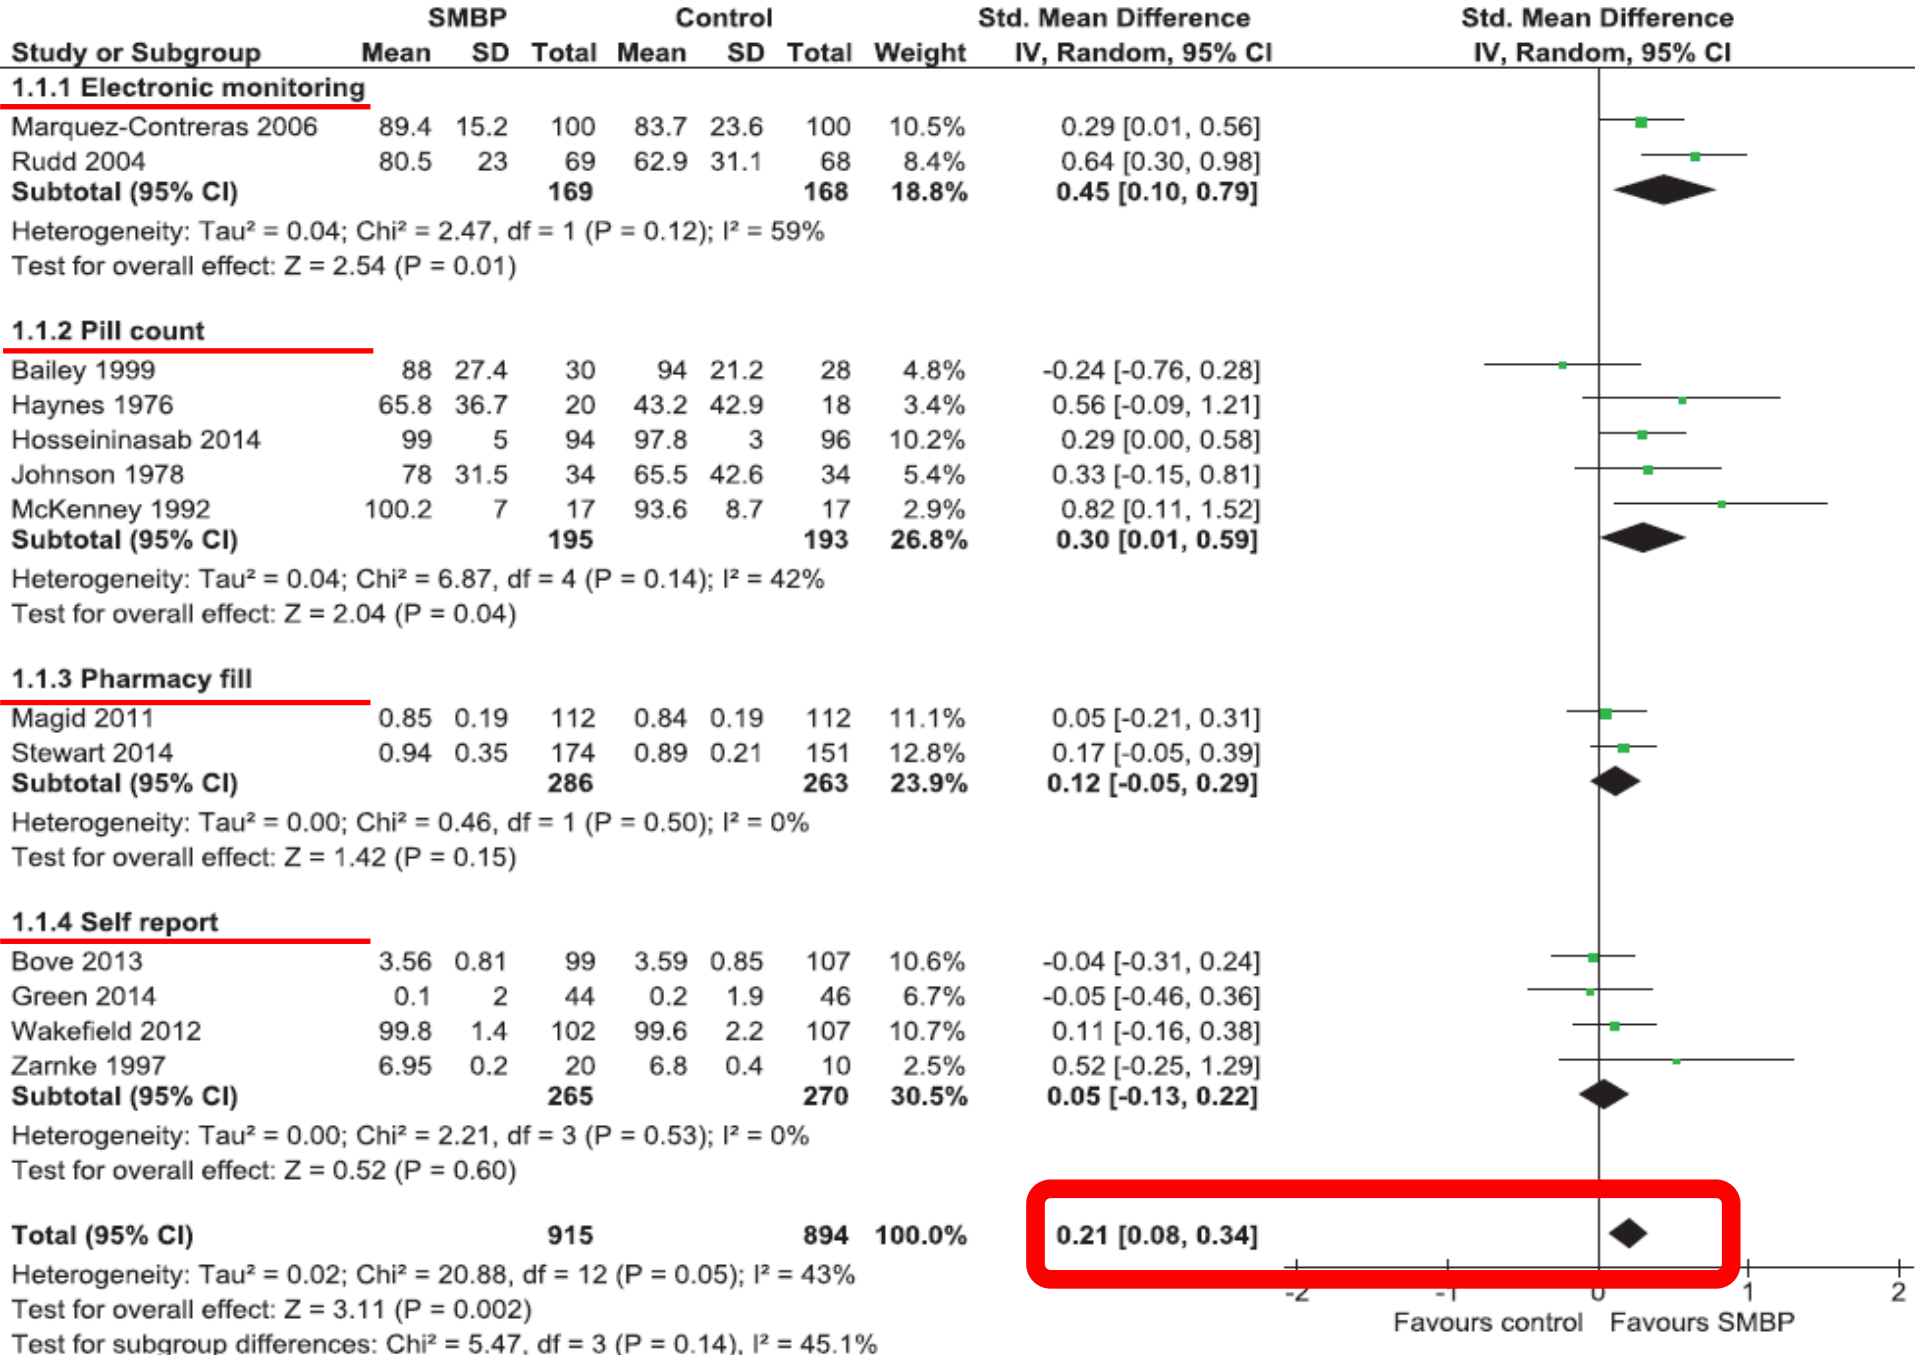 SMBP Control Std. Mean Difference Std. Mean Difference
Study or Subgroup Mean SD Total Mean SD Total Weight IV, Random, 95% CI IV, Random, 95% CI
1.1.1 Electronic monitoring
Marquez-Contreras 2006 89.4 15.2 100 83.7 23.6 100 10.5% 0.29 [0.01, 0.56]
Rudd 2004 80.5 23 69 62.9 31.1 68 8.4% 0.64 [0.30, 0.98]
Subtotal (95% CI) 169 168 18.8% 0.45 [0.10, 0.79]
Heterogeneity: Tau² = 0.04; Chi² = 2.47, df = 1 (P = 0.12); I² = 59%
Test for overall effect: Z = 2.54 (P = 0.01)
1.1.2 Pill count
Bailey 1999 88 27.4 30 94 21.2 28 4.8% -0.24 [-0.76, 0.28]
Haynes 1976 65.8 36.7 20 43.2 42.9 18 3.4% 0.56 [-0.09, 1.21]
Hosseininasab 2014 99 5 94 97.8 3 96 10.2% 0.29 [0.00, 0.58]
Johnson 1978 78 31.5 34 65.5 42.6 34 5.4% 0.33 [-0.15, 0.81]
McKenney 1992 100.2 7 17 93.6 8.7 17 2.9% 0.82 [0.11, 1.52]
Subtotal (95% CI) 195 193 26.8% 0.30 [0.01, 0.59]
Heterogeneity: Tau² = 0.04; Chi² = 6.87, df = 4 (P = 0.14); I² = 42%
Test for overall effect: Z = 2.04 (P = 0.04)
1.1.3 Pharmacy fill
Magid 2011 0.85 0.19 112 0.84 0.19 112 11.1% 0.05 [-0.21, 0.31]
Stewart 2014 0.94 0.35 174 0.89 0.21 151 12.8% 0.17 [-0.05, 0.39]
Subtotal (95% CI) 286 263 23.9% 0.12 [-0.05, 0.29]
Heterogeneity: Tau² = 0.00; Chi² = 0.46, df = 1 (P = 0.50); I² = 0%
Test for overall effect: Z = 1.42 (P = 0.15)
1.1.4 Self report
Bove 2013 3.56 0.81 99 3.59 0.85 107 10.6% -0.04 [-0.31, 0.24]
Green 2014 0.1 2 44 0.2 1.9 46 6.7% -0.05 [-0.46, 0.36]
Wakefield 2012 99.8 1.4 102 99.6 2.2 107 10.7% 0.11 [-0.16, 0.38]
Zarnke 1997 6.95 0.2 20 6.8 0.4 10 2.5% 0.52 [-0.25, 1.29]
Subtotal (95% CI) 265 270 30.5% 0.05 [-0.13, 0.22]
Heterogeneity: Tau² = 0.00; Chi² = 2.21, df = 3 (P = 0.53); I² = 0%
Test for overall effect: Z = 0.52 (P = 0.60)
Total (95% CI) 915 894 100.0% 0.21 [0.08, 0.34]
Heterogeneity: Tau² = 0.02; Chi² = 20.88, df = 12 (P = 0.05); I² = 43%
-2 -1 0 1 2
Test for overall effect: Z = 3.11 (P = 0.002)
Favours control Favours SMBP
Test for subgroup differences: Chi² = 5.47, df = 3 (P = 0.14), I² = 45.1%